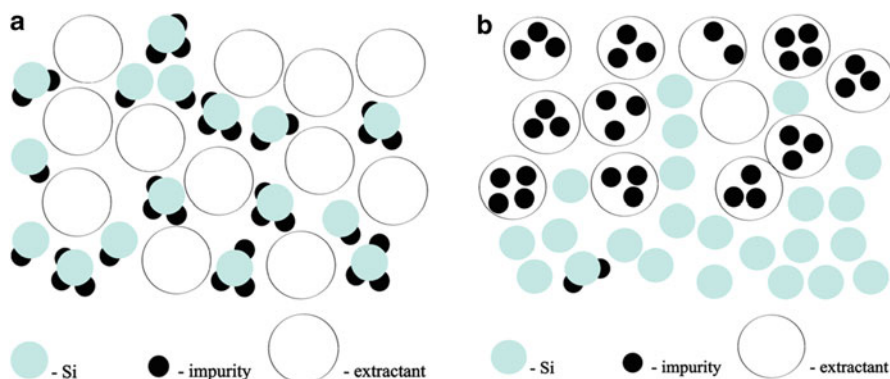 a
b
- Si
- impurity
- extractant
- Si
- impurity
- extractant